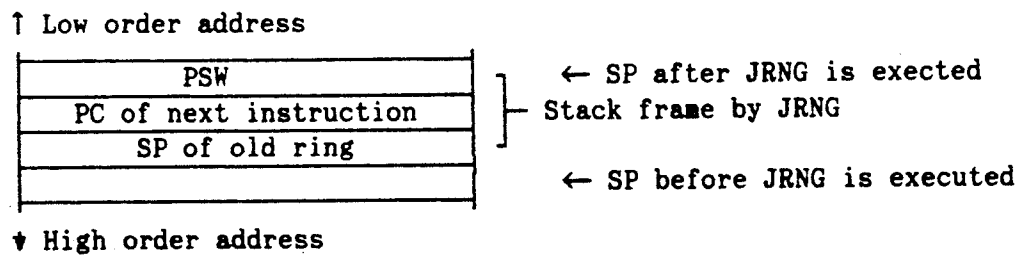 ↑ Low order address
PSW
← SP after JRNG is exected
PC of next instruction
Stack frame by JRNG
SP of old ring
← SP before JRNG is executed
↓ High order address